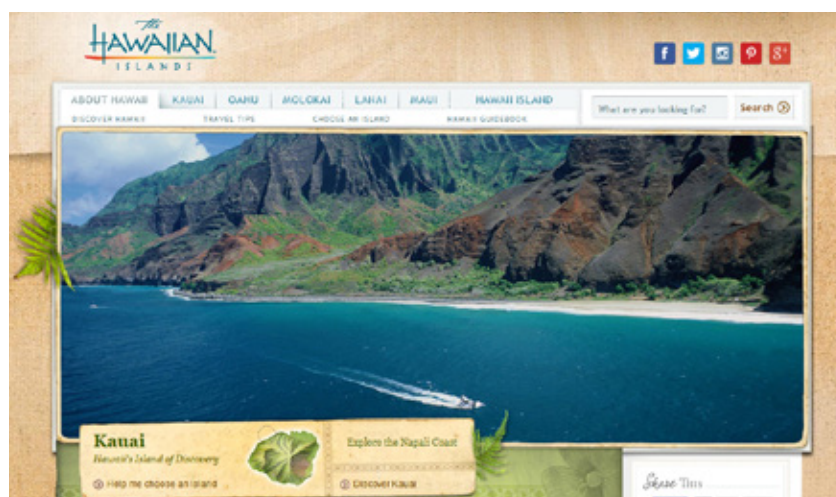 The
HAWAIIAN
ISLANDS
f
g+
ABOUT HAWAII KAUAI OAHU MOLOKAI LANAI MAUI HAWAII ISLAND
What are you looking for? Search
DISCOVER HAWAII TRAVEL TIPS CHOOSE AN ISLAND HAWAII GUIDEBOOK
Kauai
Hawaii's Island of Discovery
Help me choose an island
Explore the Napali Coast
Discover Kauai
Share This